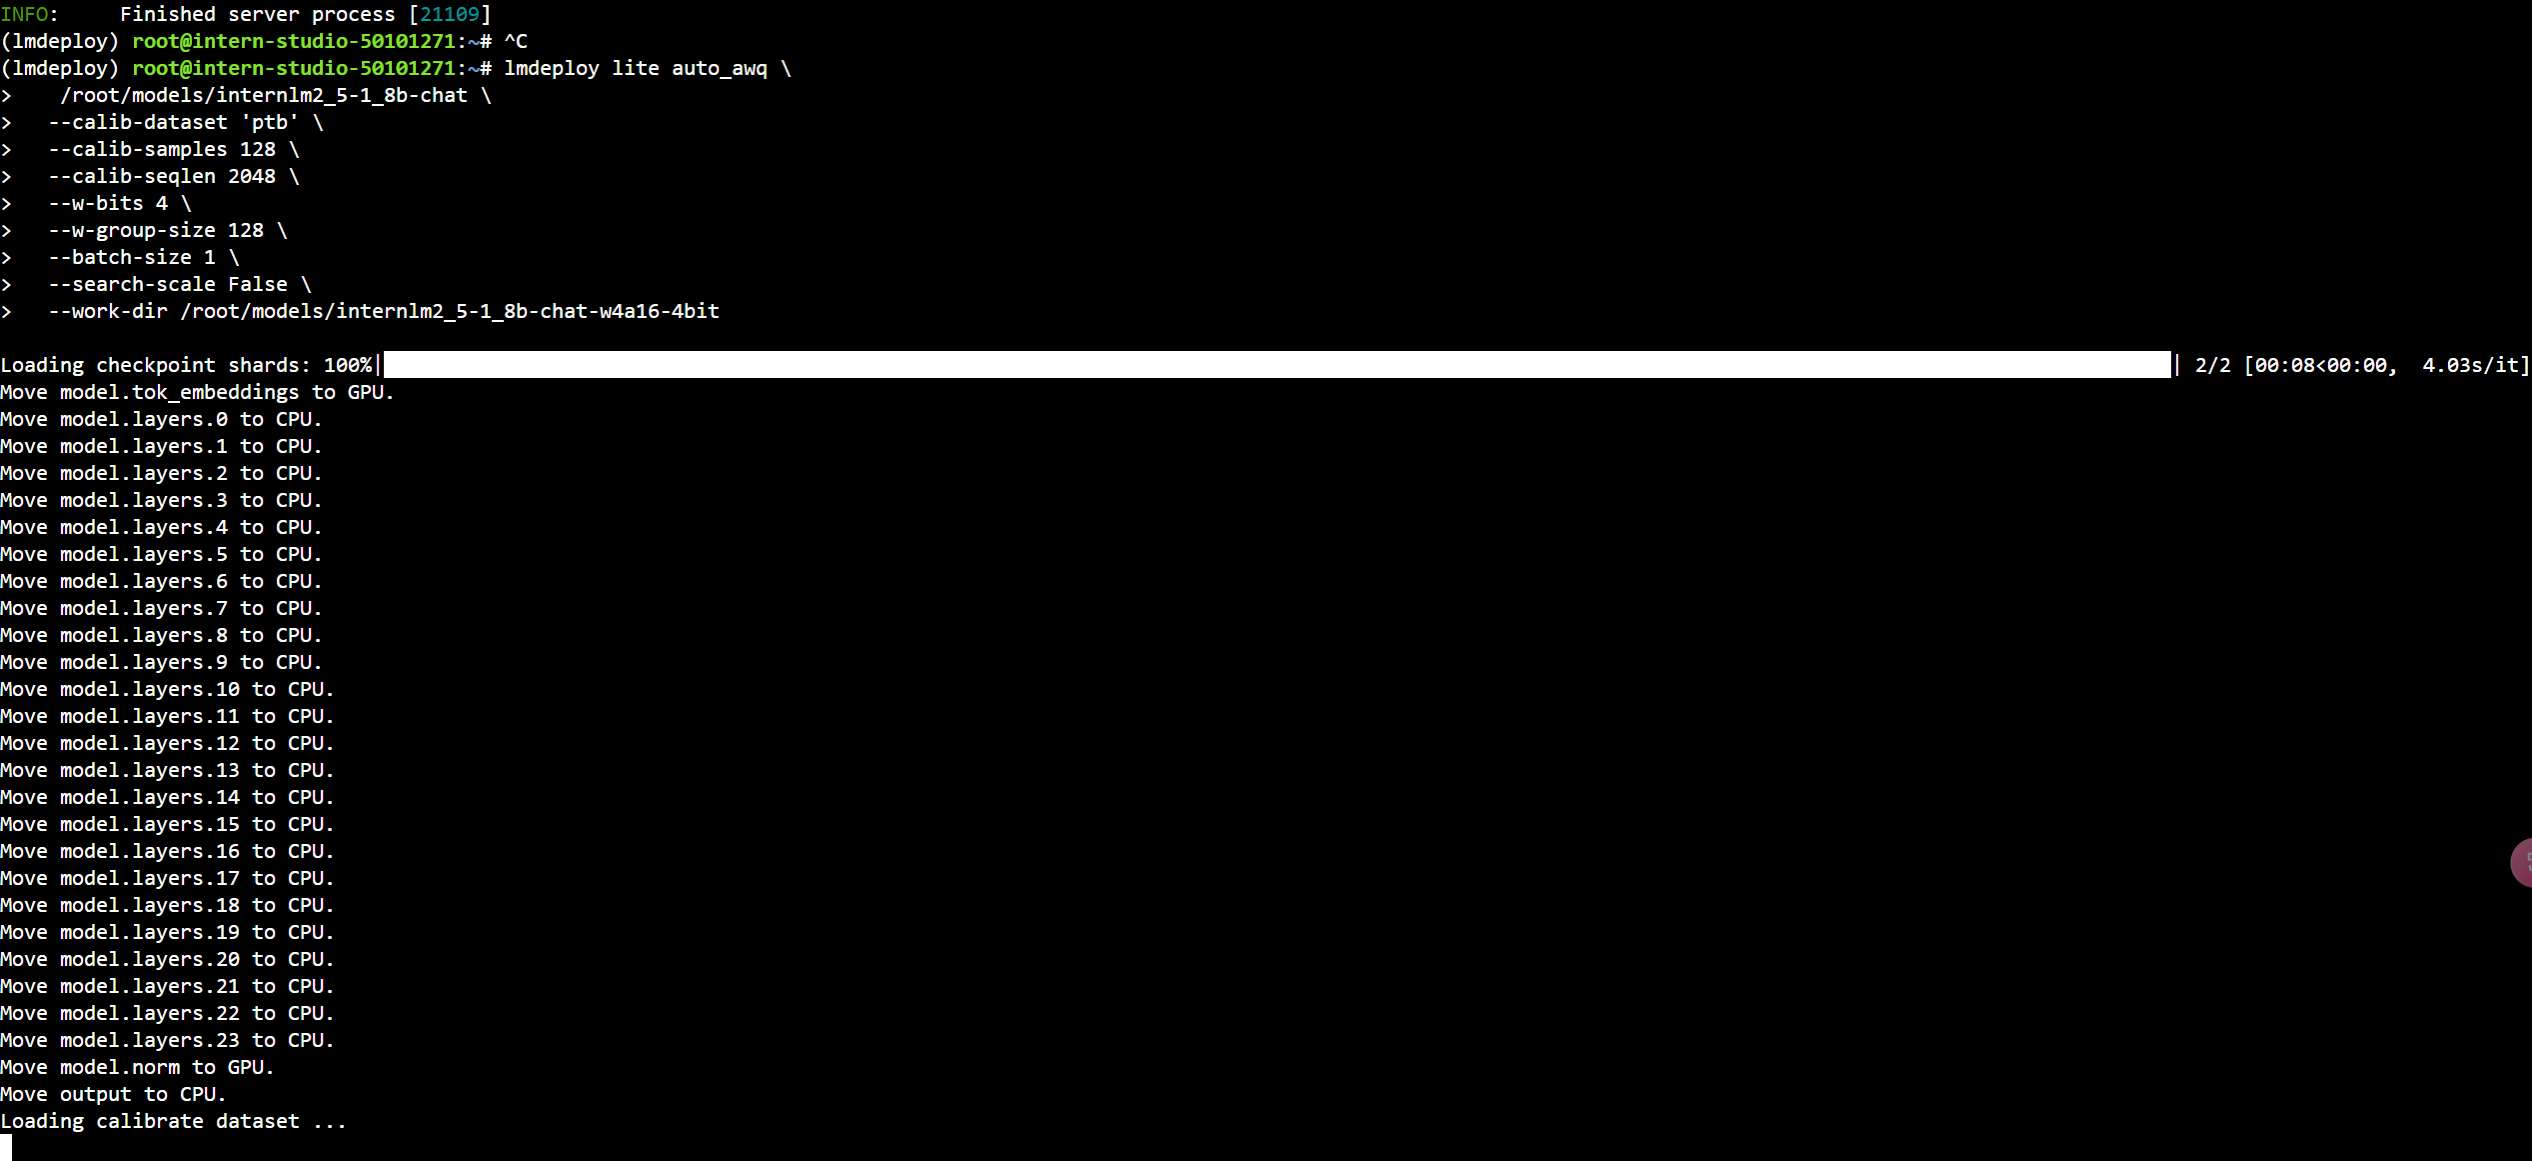 INFO:     Finished server process [21109]
(lmdeploy) root@intern-studio-50101271:~# ^C
(lmdeploy) root@intern-studio-50101271:~# lmdeploy lite auto_awq \
>    /root/models/internlm2_5-1_8b-chat \
>   --calib-dataset 'ptb' \
>   --calib-samples 128 \
>   --calib-seqlen 2048 \
>   --w-bits 4 \
>   --w-group-size 128 \
>   --batch-size 1 \
>   --search-scale False \
>   --work-dir /root/models/internlm2_5-1_8b-chat-w4a16-4bit
Loading checkpoint shards: 100%| | 2/2 [00:08<00:00,  4.03s/it]
Move model.tok_embeddings to GPU.
Move model.layers.0 to CPU.
Move model.layers.1 to CPU.
Move model.layers.2 to CPU.
Move model.layers.3 to CPU.
Move model.layers.4 to CPU.
Move model.layers.5 to CPU.
Move model.layers.6 to CPU.
Move model.layers.7 to CPU.
Move model.layers.8 to CPU.
Move model.layers.9 to CPU.
Move model.layers.10 to CPU.
Move model.layers.11 to CPU.
Move model.layers.12 to CPU.
Move model.layers.13 to CPU.
Move model.layers.14 to CPU.
Move model.layers.15 to CPU.
Move model.layers.16 to CPU.
Move model.layers.17 to CPU.
Move model.layers.18 to CPU.
Move model.layers.19 to CPU.
Move model.layers.20 to CPU.
Move model.layers.21 to CPU.
Move model.layers.22 to CPU.
Move model.layers.23 to CPU.
Move model.norm to GPU.
Move output to CPU.
Loading calibrate dataset ...